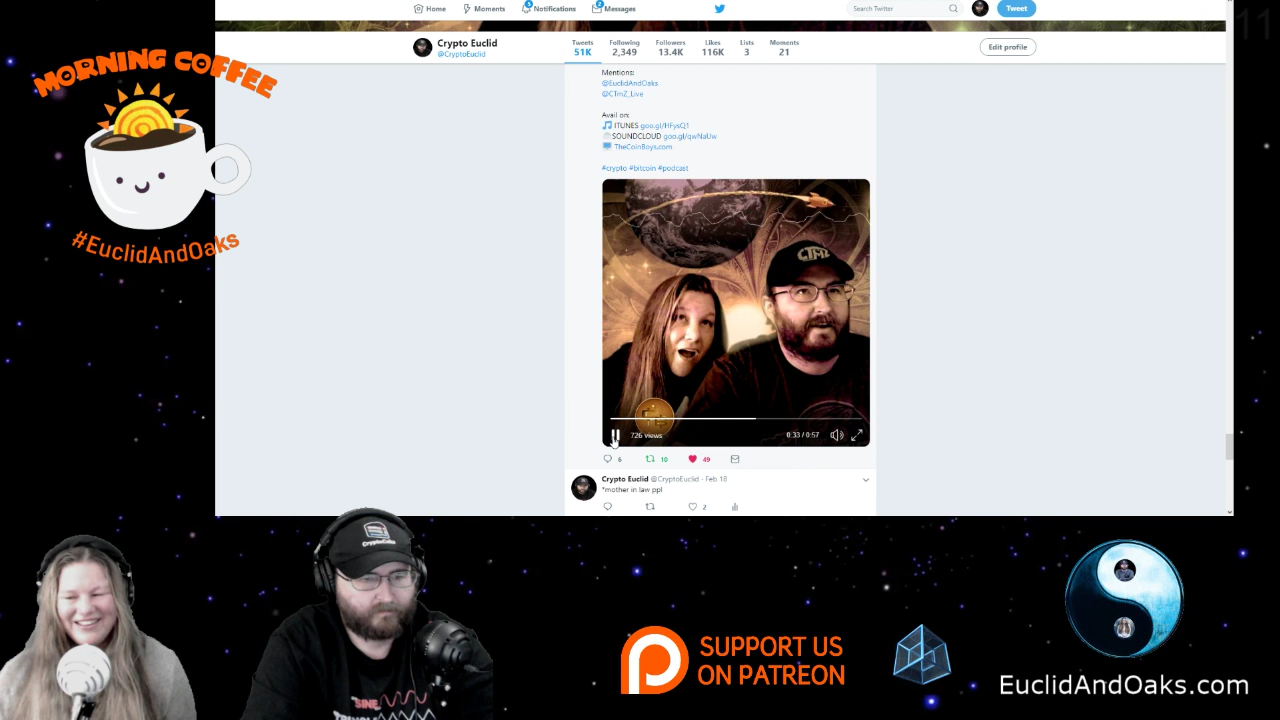 Home
Moments
Notifications
Messages
Search Twitter
Tweet
Crypto Euclid
@CryptoEuclid
Tweets
51K
Following
2,349
Followers
13.4K
Likes
116K
Lists
3
Moments
21
Edit profile
11
MORNING COFFEE
#EuclidAndOaks
Mentions:
@EuclidAndOaks
@CTmZ_Live
Avail on:
ITUNES goo.gl/HFysQ1
SOUNDCLOUD goo.gl/qwNaUw
TheCoinBoys.com
#crypto #bitcoin #podcast
726 views
0:33 / 0:57
6
10
49
Crypto Euclid @CryptoEuclid · Feb 18
*mother in law ppl
2
CryptoOaks
SINE
SUPPORT US
ON PATREON
EuclidAndOaks.com